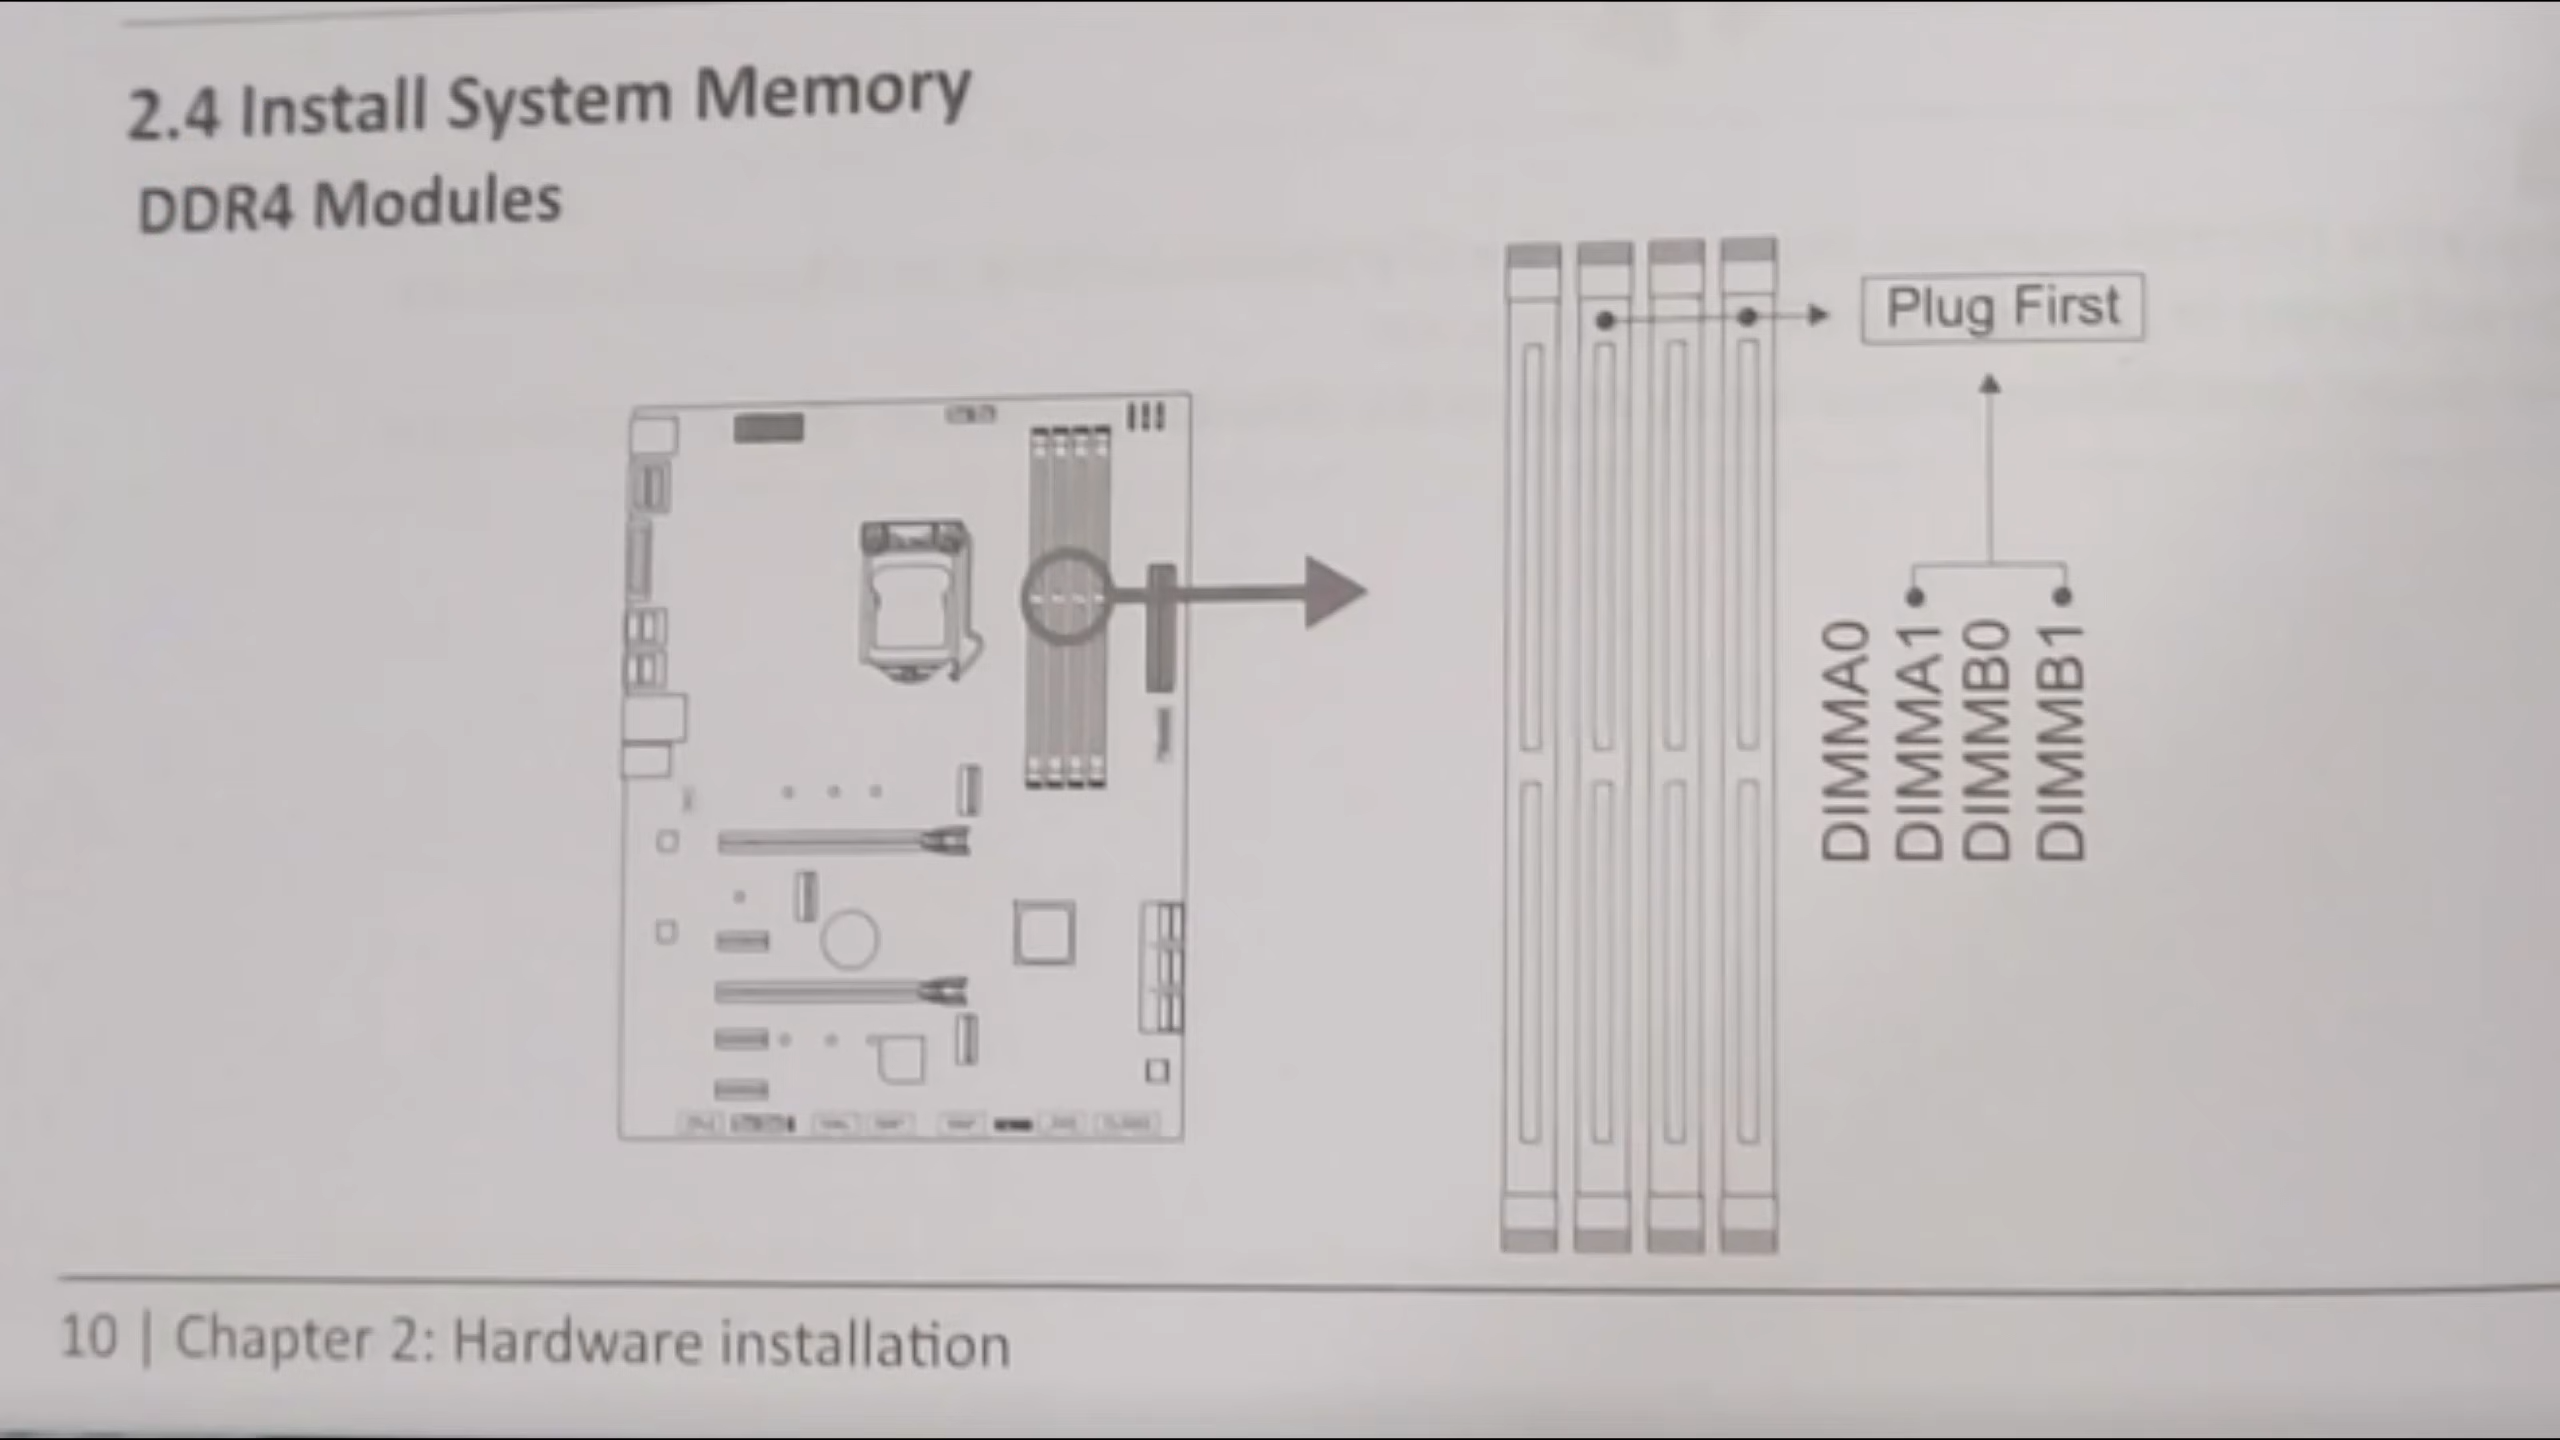 2.4 Install System Memory
DDR4 Modules
Plug First
DIMMA0
DIMMA1
DIMMB0
DIMMB1
10 | Chapter 2: Hardware installation